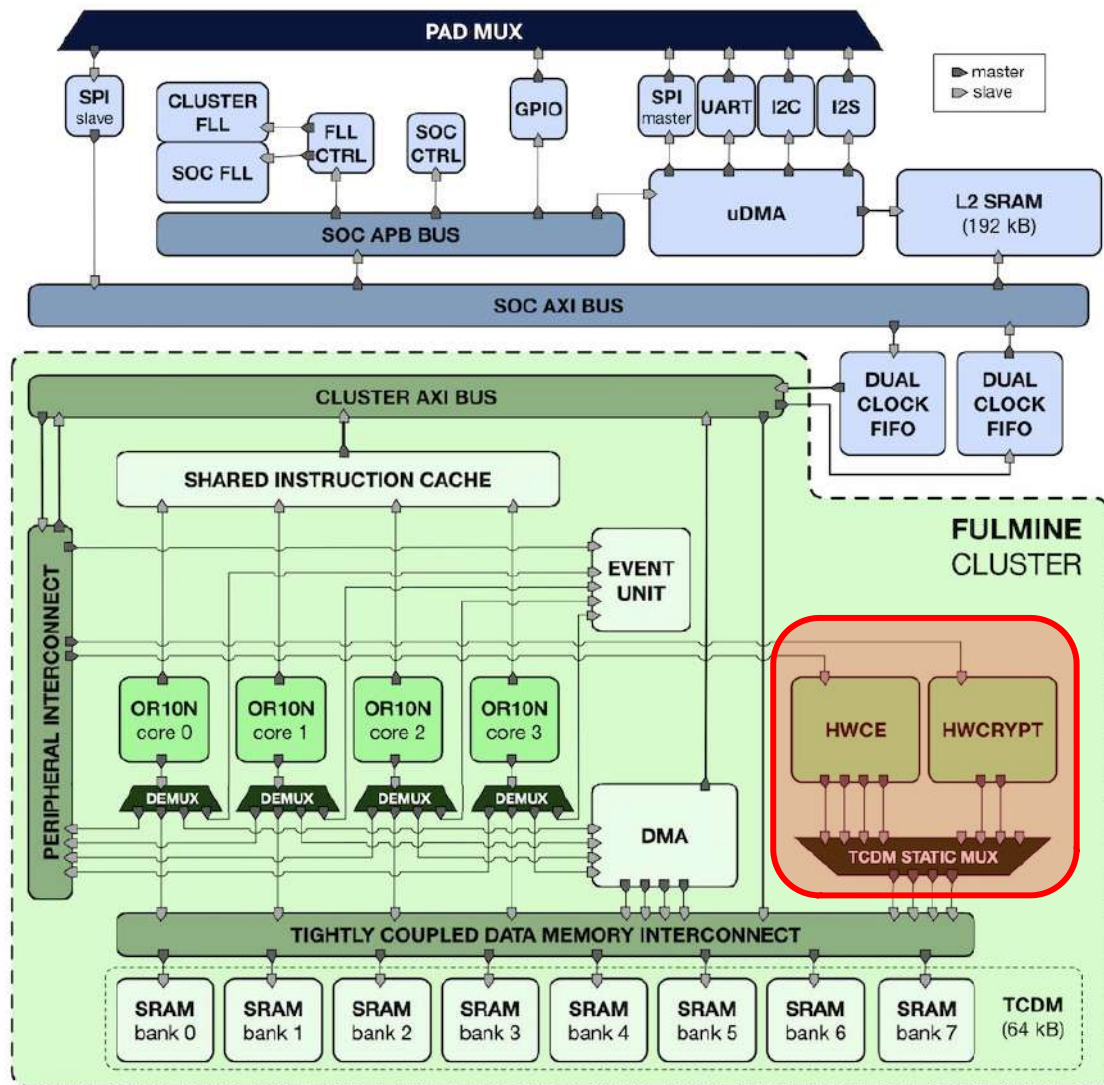 PAD MUX
master
slave
SPI
slave
CLUSTER
FLL
SOC FLL
FLL
CTRL
SOC
CTRL
GPIO
SPI
master
UART
I2C
I2S
uDMA
L2 SRAM
(192 kB)
SOC APB BUS
SOC AXI BUS
DUAL
CLOCK
FIFO
DUAL
CLOCK
FIFO
CLUSTER AXI BUS
SHARED INSTRUCTION CACHE
FULMINE
CLUSTER
PERIPHERAL INTERCONNECT
EVENT
UNIT
OR10N
core 0
OR10N
core 1
OR10N
core 2
OR10N
core 3
HWCE
HWCRYPT
DEMUX
DEMUX
DEMUX
DEMUX
DMA
TCDM STATIC MUX
TIGHTLY COUPLED DATA MEMORY INTERCONNECT
SRAM
bank 0
SRAM
bank 1
SRAM
bank 2
SRAM
bank 3
SRAM
bank 4
SRAM
bank 5
SRAM
bank 6
SRAM
bank 7
TCDM
(64 kB)